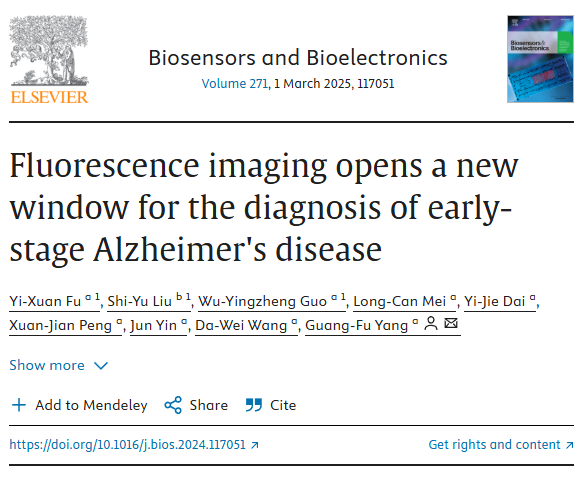 Biosensors and Bioelectronics
Volume 271, 1 March 2025, 117051
ELSEVIER
Biosensors & Bioelectronics
Fluorescence imaging opens a new
window for the diagnosis of early-
stage Alzheimer's disease
Yi-Xuan Fu a 1, Shi-Yu Liu b 1, Wu-Yingzheng Guo a 1, Long-Can Mei a, Yi-Jie Dai a,
Xuan-Jian Peng a, Jun Yin a, Da-Wei Wang a, Guang-Fu Yang a
Show more
Add to Mendeley Share Cite
https://doi.org/10.1016/j.bios.2024.117051 ↗ Get rights and content ↗